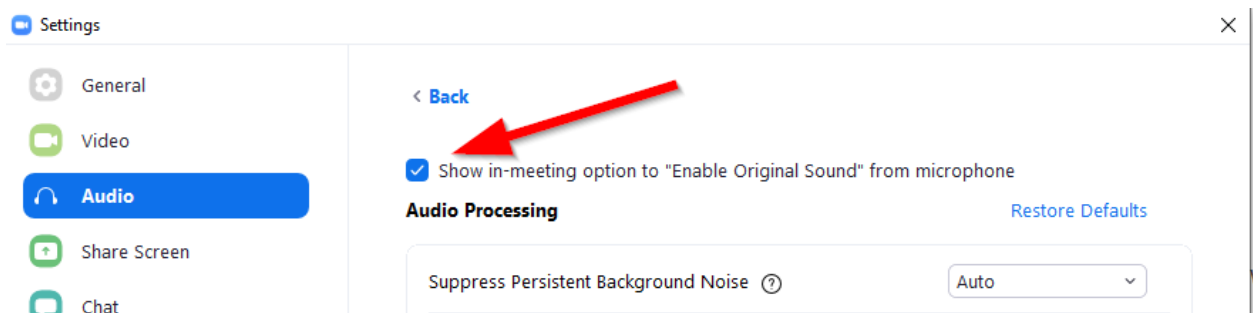 Settings
General
Video
Audio
Share Screen
Chat
Back
Show in-meeting option to "Enable Original Sound" from microphone
Audio Processing
Restore Defaults
Suppress Persistent Background Noise
Auto